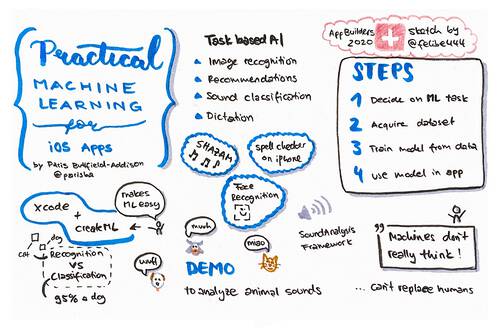 Practical
MACHINE
LEARNING
for
iOS Apps
by Paris Buttfield-Addison
@parisba
Task based AI
Image recognition
Recommendations
Sound classification
Dictation
App Builders
2020
sketch by
@felibe444
STEPS
1 Decide on ML task
2 Acquire dataset
3 Train model from data
4 Use model in app
SHAZAM
spell checker
on iphone
Face
Recognition
xcode
+
createML
makes
ML easy
dog
cat
Recognition
vs
Classification
95% a dog
muuh
wuff
miao
DEMO
to analyze animal sounds
SoundAnalysis
Framework
"Machines don't
really think!
... can't replace humans